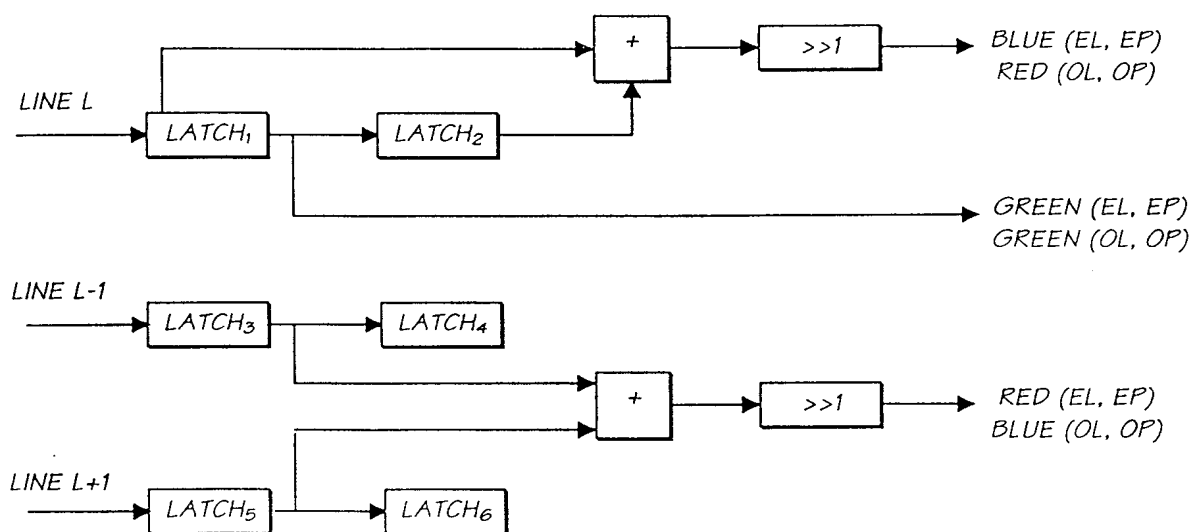 +
>>1
BLUE (EL, EP)
RED (OL, OP)
LINE L
LATCH₁
LATCH₂
GREEN (EL, EP)
GREEN (OL, OP)
LINE L-1
LATCH₃
LATCH₄
+
>>1
RED (EL, EP)
BLUE (OL, OP)
LINE L+1
LATCH₅
LATCH₆